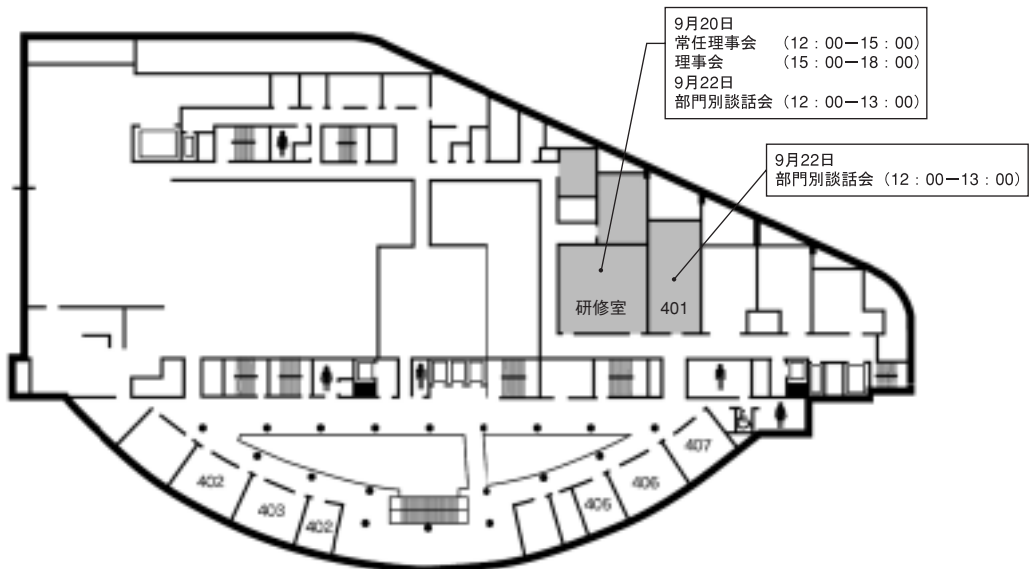 9月20日
常任理事会 （12：00ー15：00）
理事会 （15：00ー18：00）
9月22日
部門別談話会（12：00ー13：00）
9月22日
部門別談話会（12：00ー13：00）
研修室
401
407
402
406
403
405
402